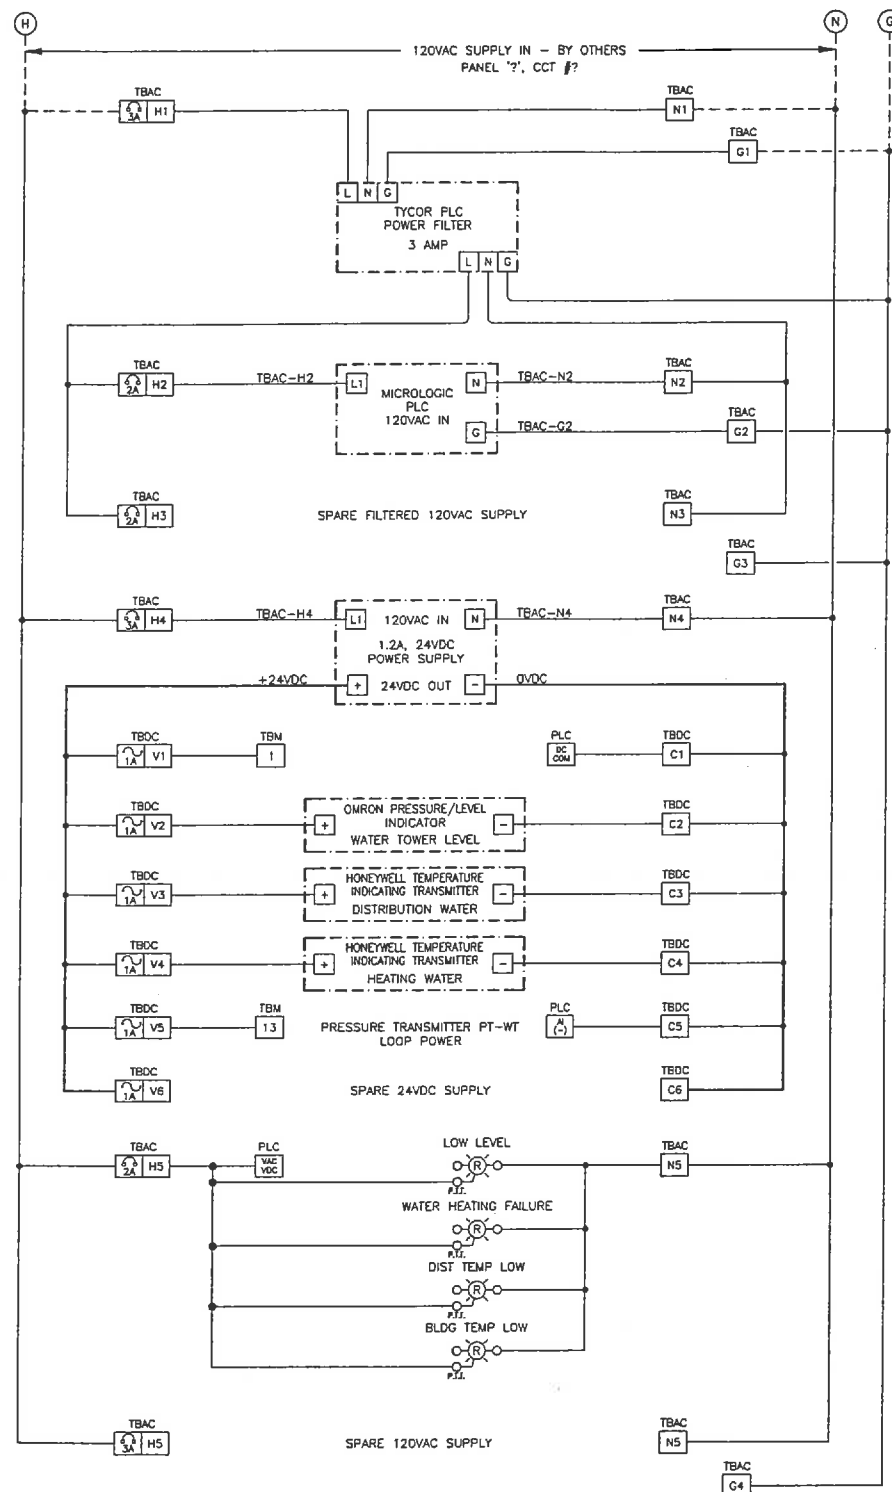 H N G
120VAC SUPPLY IN - BY OTHERS
PANEL '?', CCT #?
TBAC TBAC
3A H1 N1
TBAC
G1
L N G
TYCOR PLC
POWER FILTER
3 AMP
L N G
TBAC TBAC
2A H2 TBAC-H2 L1 N TBAC-N2 N2
MICROLOGIC
PLC
120VAC IN
TBAC
G TBAC-G2 G2
TBAC TBAC
2A H3 SPARE FILTERED 120VAC SUPPLY N3
TBAC
G3
TBAC TBAC
3A H4 TBAC-H4 L1 120VAC IN N TBAC-N4 N4
1.2A, 24VDC
POWER SUPPLY
+24VDC + 24VDC OUT - 0VDC
TBDC TBM PLC TBDC
1A V1 1 DC COM C1
TBDC TBDC
OMRON PRESSURE/LEVEL
INDICATOR
1A V2 + - C2
WATER TOWER LEVEL
TBDC TBDC
HONEYWELL TEMPERATURE
INDICATING TRANSMITTER
1A V3 + - C3
DISTRIBUTION WATER
TBDC TBDC
HONEYWELL TEMPERATURE
INDICATING TRANSMITTER
1A V4 + - C4
HEATING WATER
TBDC TBM PLC TBDC
1A V5 13 PRESSURE TRANSMITTER PT-WT AI (-) C5
LOOP POWER
TBDC TBDC
1A V6 SPARE 24VDC SUPPLY C6
TBAC PLC LOW LEVEL TBAC
2A H5 VAC VDC R N5
P.T.T.
WATER HEATING FAILURE
R
P.T.T.
DIST TEMP LOW
R
P.T.T.
BLDG TEMP LOW
R
P.T.T.
TBAC TBAC
3A H5 SPARE 120VAC SUPPLY N5
TBAC
G4